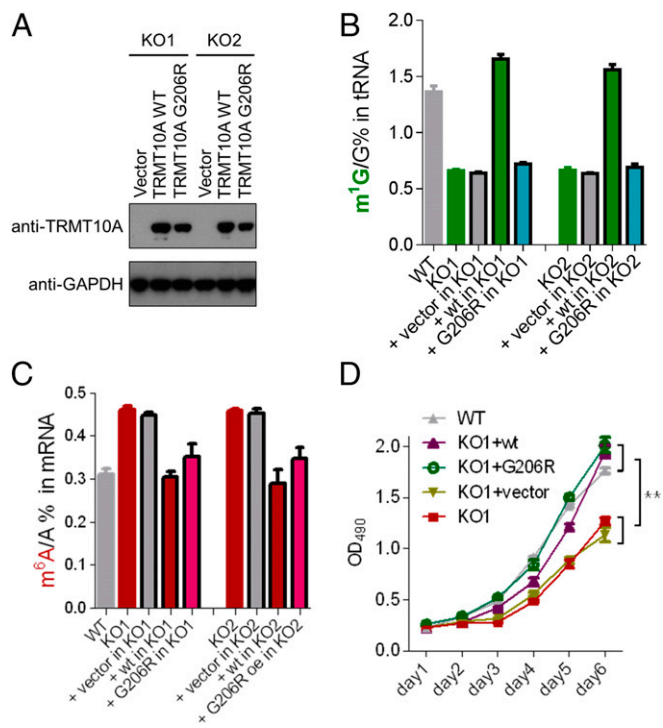 A
KO1 KO2
Vector
TRMT10A WT
TRMT10A G206R
Vector
TRMT10A WT
TRMT10A G206R
anti-TRMT10A
anti-GAPDH
B
m¹G/G% in tRNA
2.0
1.5
1.0
0.5
0.0
WT
KO1
+ vector in KO1
+ wt in KO1
+ G206R in KO1
KO2
+ vector in KO2
+ wt in KO2
+ G206R in KO2
C
m⁶A/A % in mRNA
0.5
0.4
0.3
0.2
0.1
0.0
WT
KO1
+ vector in KO1
+ wt in KO1
+ G206R in KO1
KO2
+ vector in KO2
+ wt in KO2
+ G206R oe in KO2
D
WT
KO1+wt
KO1+G206R
KO1+vector
KO1
OD₄₉₀
2.0
1.5
1.0
0.5
0.0
**
day1
day2
day3
day4
day5
day6